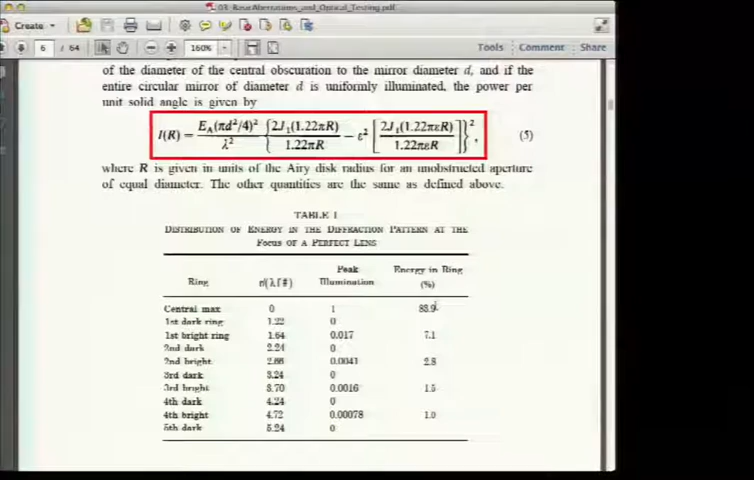 03-BasicAberrations_and_Optical_Testing.pdf
Create
6 / 64
160%
Tools
Comment
Share
of the diameter of the central obscuration to the mirror diameter d, and if the
entire circular mirror of diameter d is uniformly illuminated, the power per
unit solid angle is given by
I(R) = E_A(πd²/4)²/λ² {2J₁(1.22πR)/1.22πR − ε² [2J₁(1.22πεR)/1.22πεR]}²,
(5)
where R is given in units of the Airy disk radius for an unobstructed aperture
of equal diameter. The other quantities are the same as defined above.
TABLE 1
DISTRIBUTION OF ENERGY IN THE DIFFRACTION PATTERN AT THE
FOCUS OF A PERFECT LENS
Peak Energy in Ring
Ring r/(λf#) Illumination (%)
Central max 0 1 83.9
1st dark ring 1.22 0
1st bright ring 1.64 0.017 7.1
2nd dark 2.24 0
2nd bright 2.66 0.0041 2.8
3rd dark 3.24 0
3rd bright 3.70 0.0016 1.5
4th dark 4.24 0
4th bright 4.72 0.00078 1.0
5th dark 5.24 0